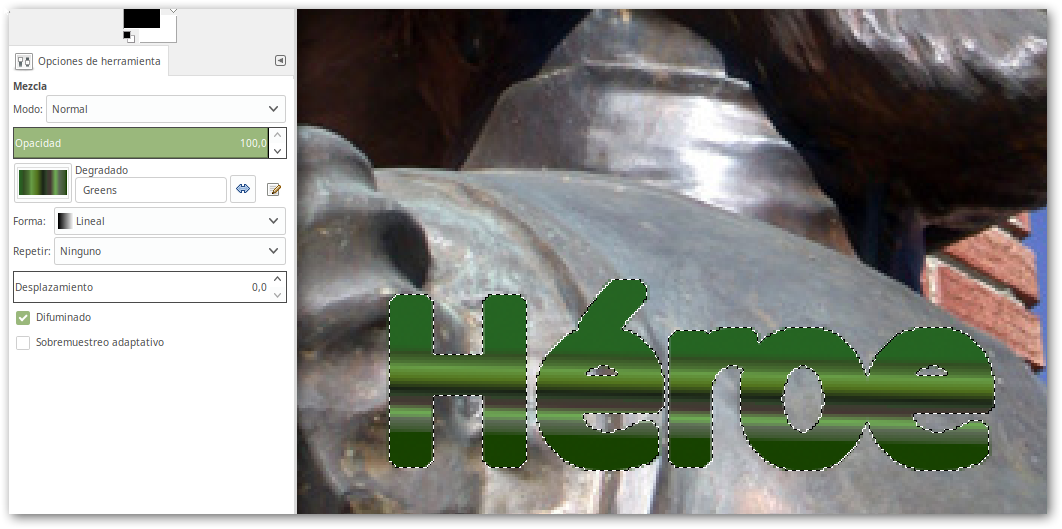 Opciones de herramienta
Mezcla
Modo: Normal
Opacidad 100,0
Degradado
Greens
Forma: Lineal
Repetir: Ninguno
Desplazamiento 0,0
Difuminado
Sobremuestreo adaptativo
Héroe